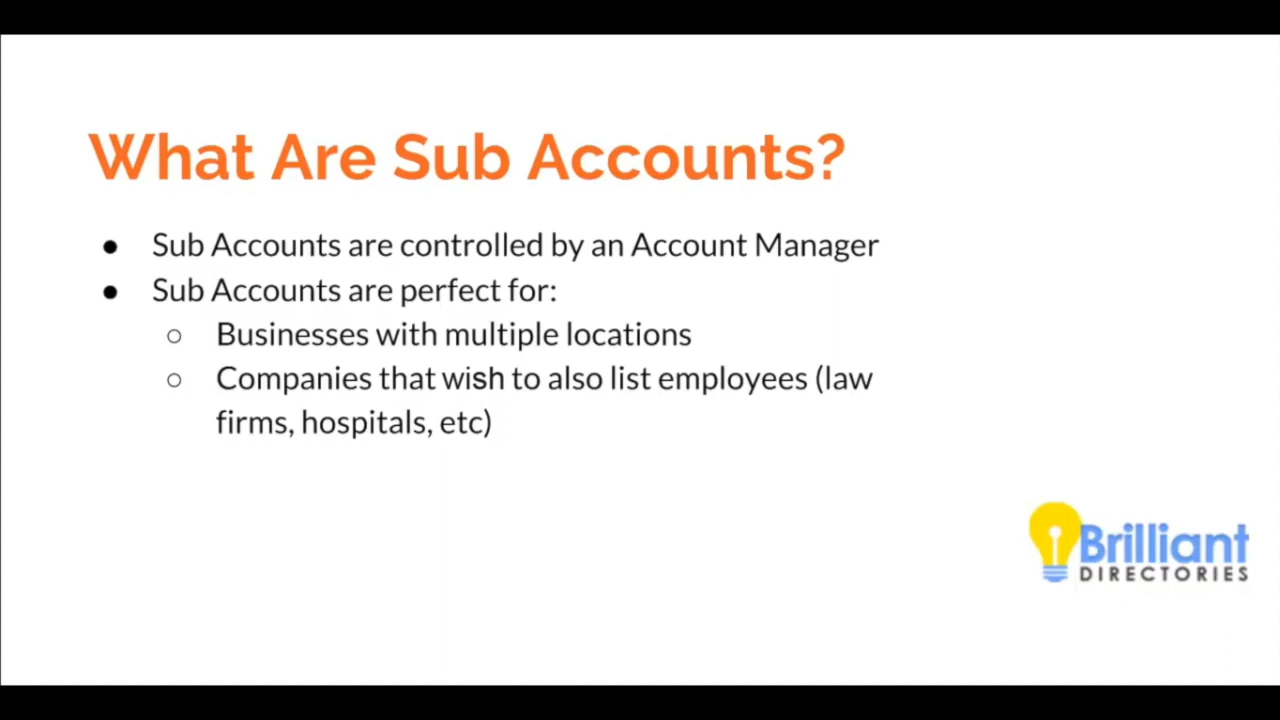 What Are Sub Accounts?
● Sub Accounts are controlled by an Account Manager
● Sub Accounts are perfect for:
○ Businesses with multiple locations
○ Companies that wish to also list employees (law
firms, hospitals, etc)
Brilliant
DIRECTORIES